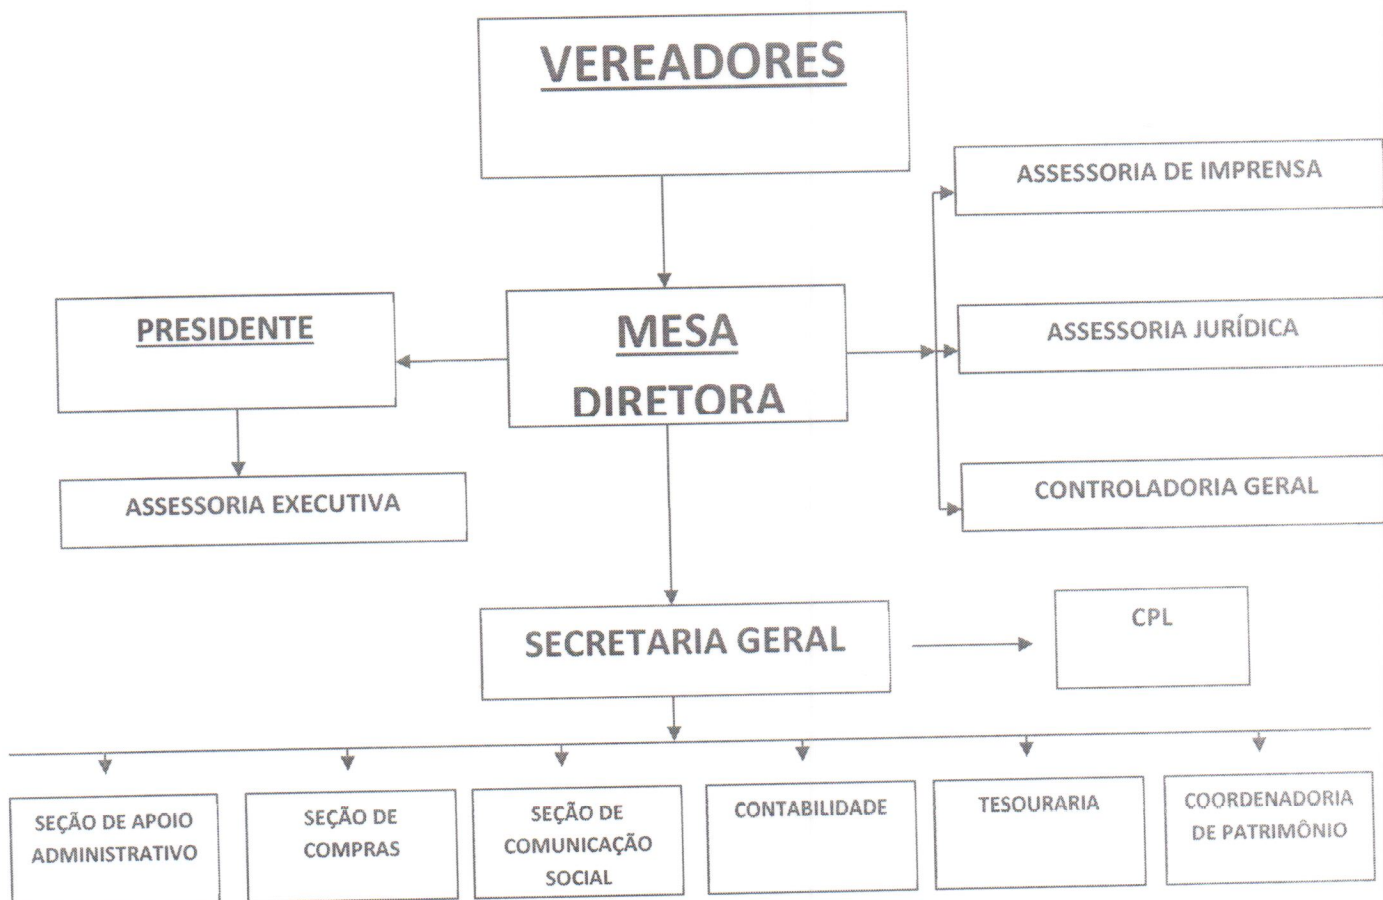 VEREADORES
ASSESSORIA DE IMPRENSA
PRESIDENTE
MESA
DIRETORA
ASSESSORIA JURÍDICA
ASSESSORIA EXECUTIVA
CONTROLADORIA GERAL
SECRETARIA GERAL
CPL
SEÇÃO DE APOIO
ADMINISTRATIVO
SEÇÃO DE
COMPRAS
SEÇÃO DE
COMUNICAÇÃO
SOCIAL
CONTABILIDADE
TESOURARIA
COORDENADORIA
DE PATRIMÔNIO